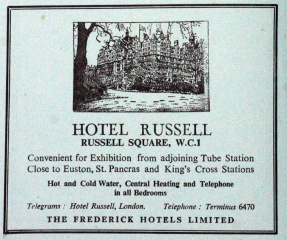 HOTEL RUSSELL
RUSSELL SQUARE, W.C.1
Convenient for Exhibition from adjoining Tube Station
Close to Euston, St. Pancras and King's Cross Stations
Hot and Cold Water, Central Heating and Telephone
in all Bedrooms
Telegrams : Hotel Russell, London. Telephone : Terminus 6470
THE FREDERICK HOTELS LIMITED